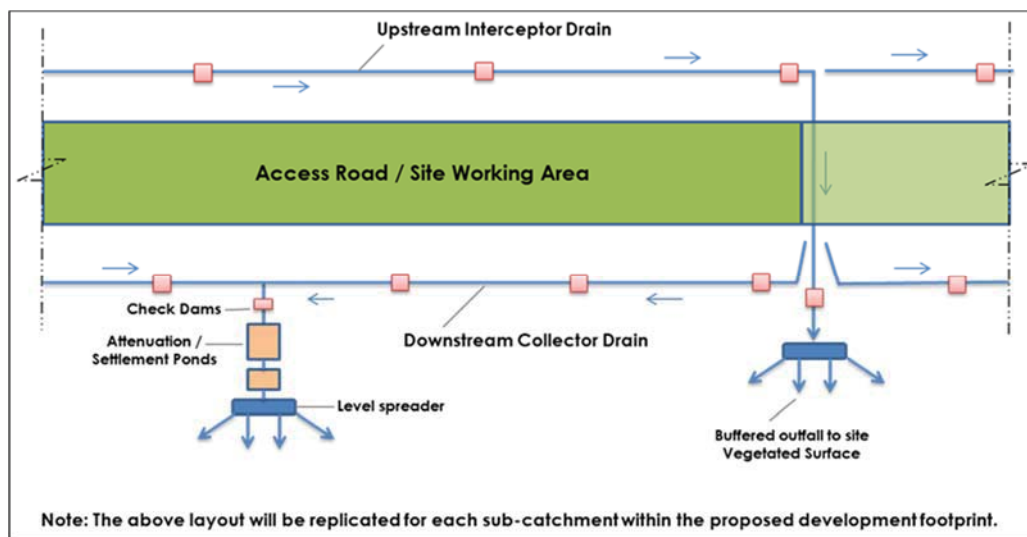 Upstream Interceptor Drain
Access Road / Site Working Area
Check Dams
Attenuation /
Settlement Ponds
Downstream Collector Drain
Level spreader
Buffered outfall to site
Vegetated Surface
Note: The above layout will be replicated for each sub-catchment within the proposed development footprint.